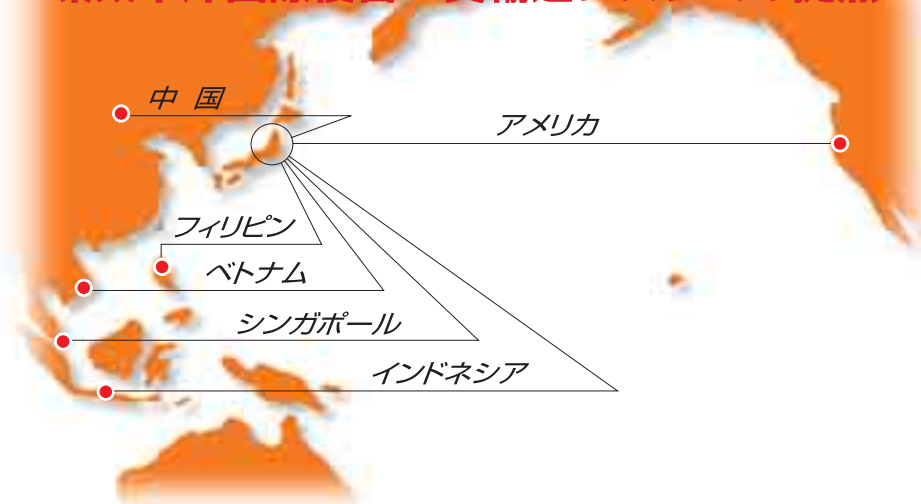 中 国
アメリカ
フィリピン
ベトナム
シンガポール
インドネシア